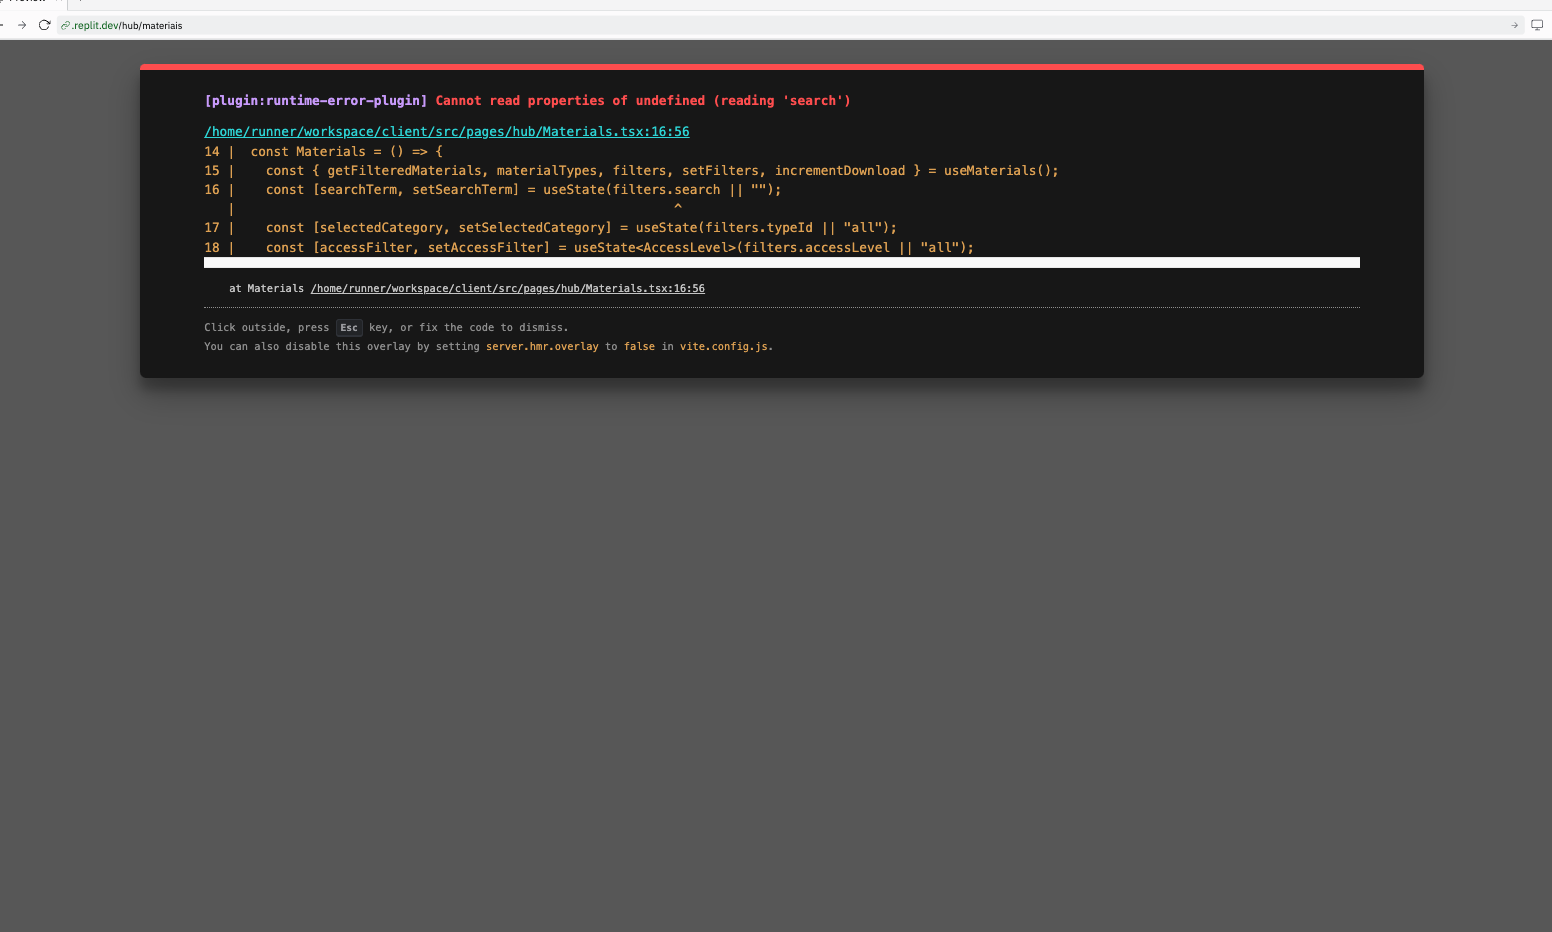 .replit.dev/hub/materiais
[plugin:runtime-error-plugin] Cannot read properties of undefined (reading 'search')
/home/runner/workspace/client/src/pages/hub/Materials.tsx:16:56
14 |  const Materials = () => {
15 |    const { getFilteredMaterials, materialTypes, filters, setFilters, incrementDownload } = useMaterials();
16 |    const [searchTerm, setSearchTerm] = useState(filters.search || "");
   |                                                          ^
17 |    const [selectedCategory, setSelectedCategory] = useState(filters.typeId || "all");
18 |    const [accessFilter, setAccessFilter] = useState<AccessLevel>(filters.accessLevel || "all");
at Materials /home/runner/workspace/client/src/pages/hub/Materials.tsx:16:56
Click outside, press Esc key, or fix the code to dismiss.
You can also disable this overlay by setting server.hmr.overlay to false in vite.config.js.